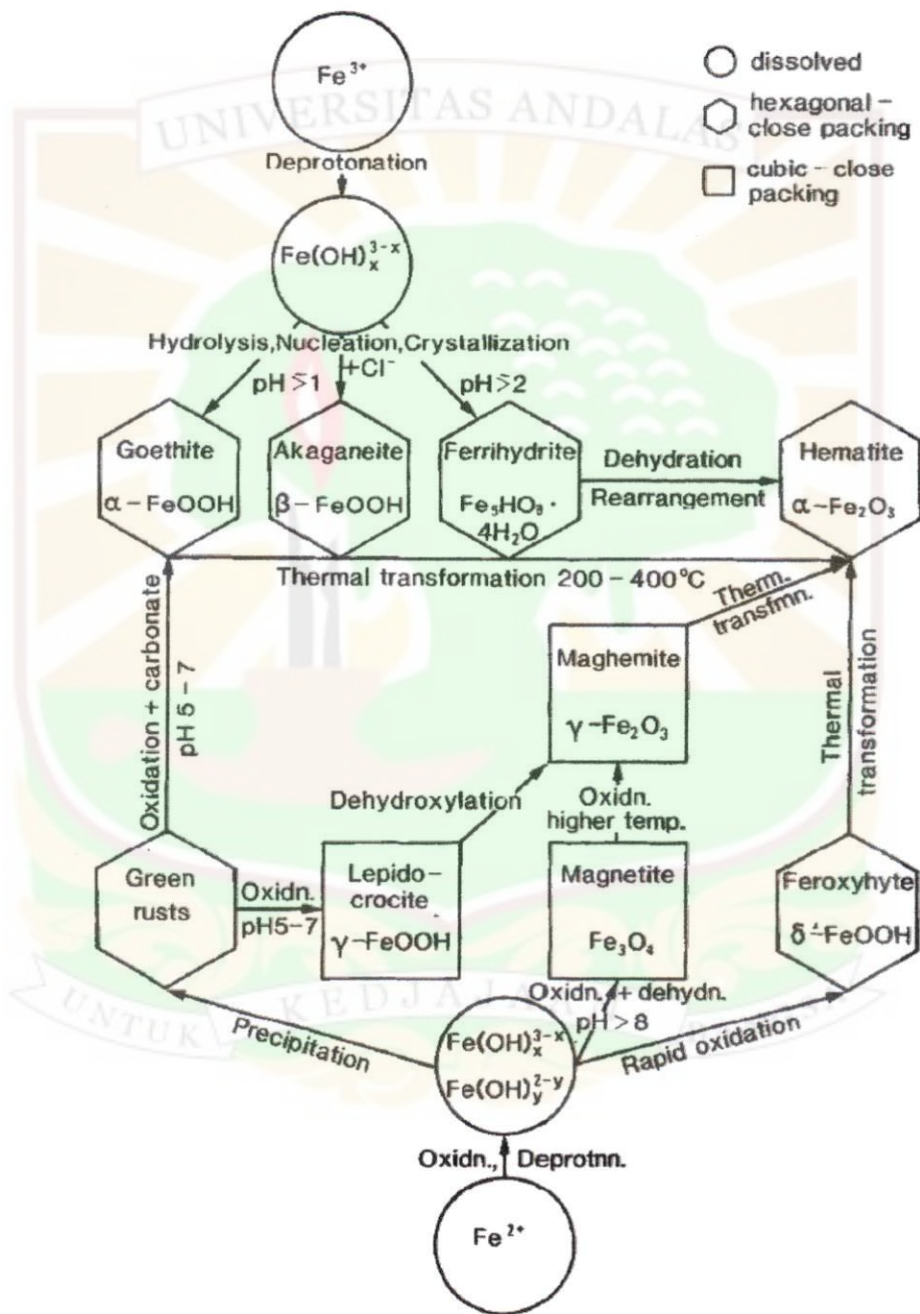 Fe3+
dissolved
hexagonal –
close packing
cubic – close
packing
UNIVERSITAS ANDALAS
Deprotonation
Fe(OH)x3-x
Hydrolysis,Nucleation,Crystallization
pH ≶1
+Cl-
pH >2
Goethite
α – FeOOH
Akaganeite
β – FeOOH
Ferrihydrite
Fe5HO8 ·
4H2O
Dehydration
Rearrangement
Hematite
α–Fe2O3
Thermal transformation 200 – 400°C
Therm.
transfmn.
Oxidation + carbonate
pH 5 – 7
Maghemite
γ –Fe2O3
Thermal
transformation
Dehydroxylation
Oxidn.
higher temp.
Green
rusts
Oxidn.
pH5–7
Lepido–
crocite
γ –FeOOH
Magnetite
Fe3O4
Feroxyhyte
δ'–FeOOH
UNTUK KEDJAJAAN
Precipitation
Oxidn. + dehydn.
pH > 8
Rapid oxidation
Fe(OH)x3-x
Fe(OH)y2-y
Oxidn., Deprotnn.
Fe2+